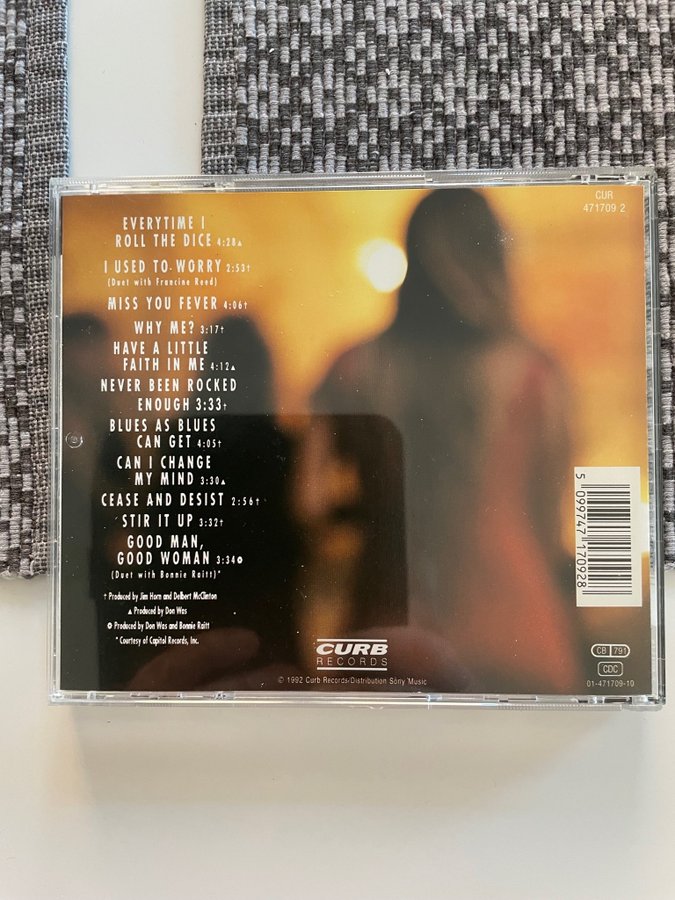 EVERYTIME I
ROLL THE DICE 4:28▲
I USED TO WORRY 2:53†
(Duet with Francine Reed)
MISS YOU FEVER 4:06†
WHY ME? 3:17†
HAVE A LITTLE
FAITH IN ME 4:12▲
NEVER BEEN ROCKED
ENOUGH 3:33†
BLUES AS BLUES
CAN GET 4:05†
CAN I CHANGE
MY MIND 3:30▲
CEASE AND DESIST 2:56†
STIR IT UP 3:32†
GOOD MAN,
GOOD WOMAN 3:34✪
(Duet with Bonnie Raitt)*
† Produced by Jim Horn and Delbert McClinton
▲ Produced by Don Was
✪ Produced by Don Was and Bonnie Raitt
* Courtesy of Capitol Records, Inc.
CUR
471709 2
5 099747 170928
CURB
RECORDS
© 1992 Curb Records/Distribution Sony Music
CB 791
CDC
01-471709-10